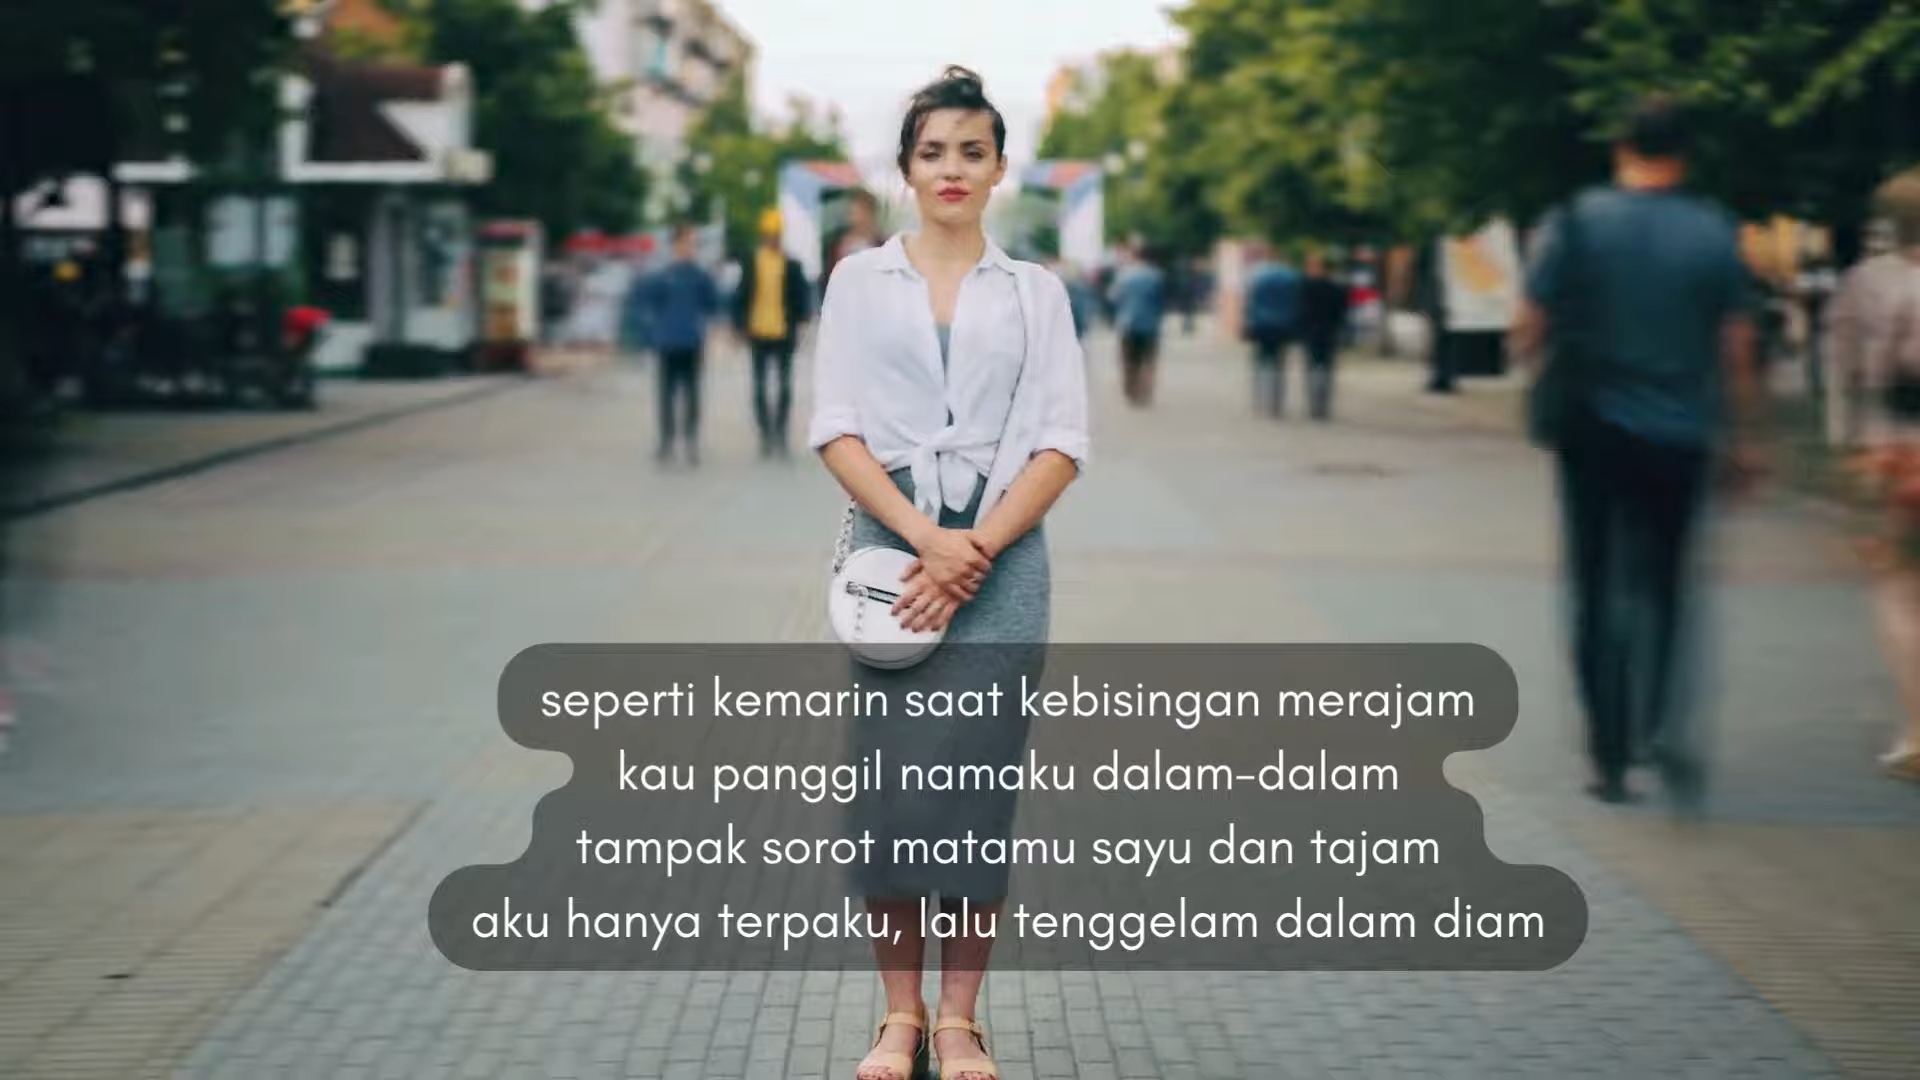 seperti kemarin saat kebisingan merajam
kau panggil namaku dalam-dalam
tampak sorot matamu sayu dan tajam
aku hanya terpaku, lalu tenggelam dalam diam